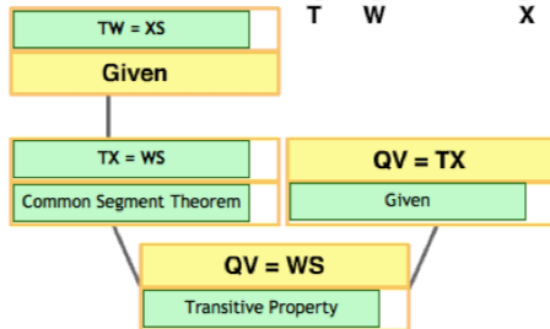 T W X
TW = XS
Given
TX = WS
Common Segment Theorem
QV = TX
Given
QV = WS
Transitive Property